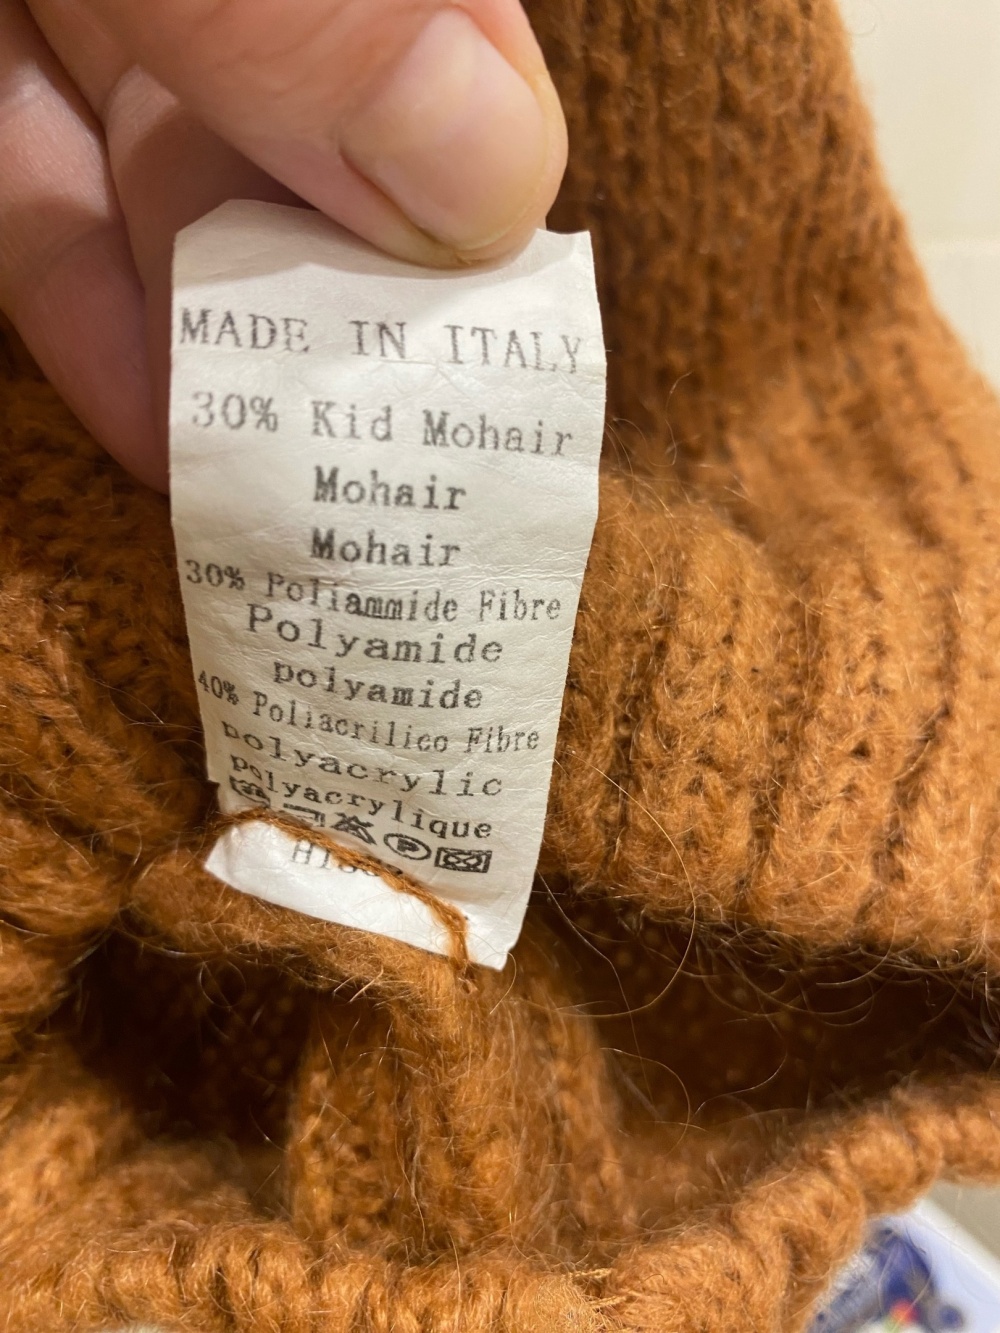 MADE IN ITALY
30% Kid Mohair
Mohair
Mohair
30% Poliammide Fibre
Polyamide
polyamide
40% Poliacrilico Fibre
polyacrylic
polyacrylique
P